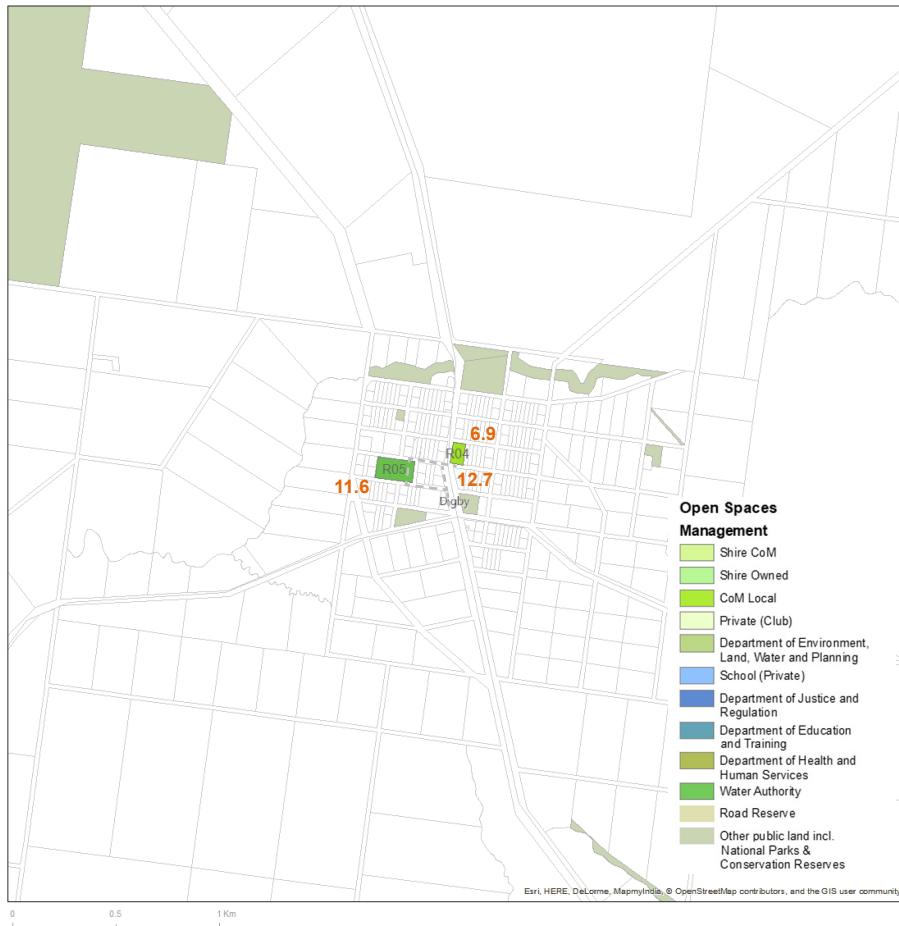 6.9
R04
R05
12.7
11.6
Digby
Open Spaces
Management
Shire CoM
Shire Owned
CoM Local
Private (Club)
Department of Environment,
Land, Water and Planning
School (Private)
Department of Justice and
Regulation
Department of Education
and Training
Department of Health and
Human Services
Water Authority
Road Reserve
Other public land incl.
National Parks &
Conservation Reserves
Esri, HERE, DeLorme, MapmyIndia, © OpenStreetMap contributors, and the GIS user community
0 0.5 1 Km